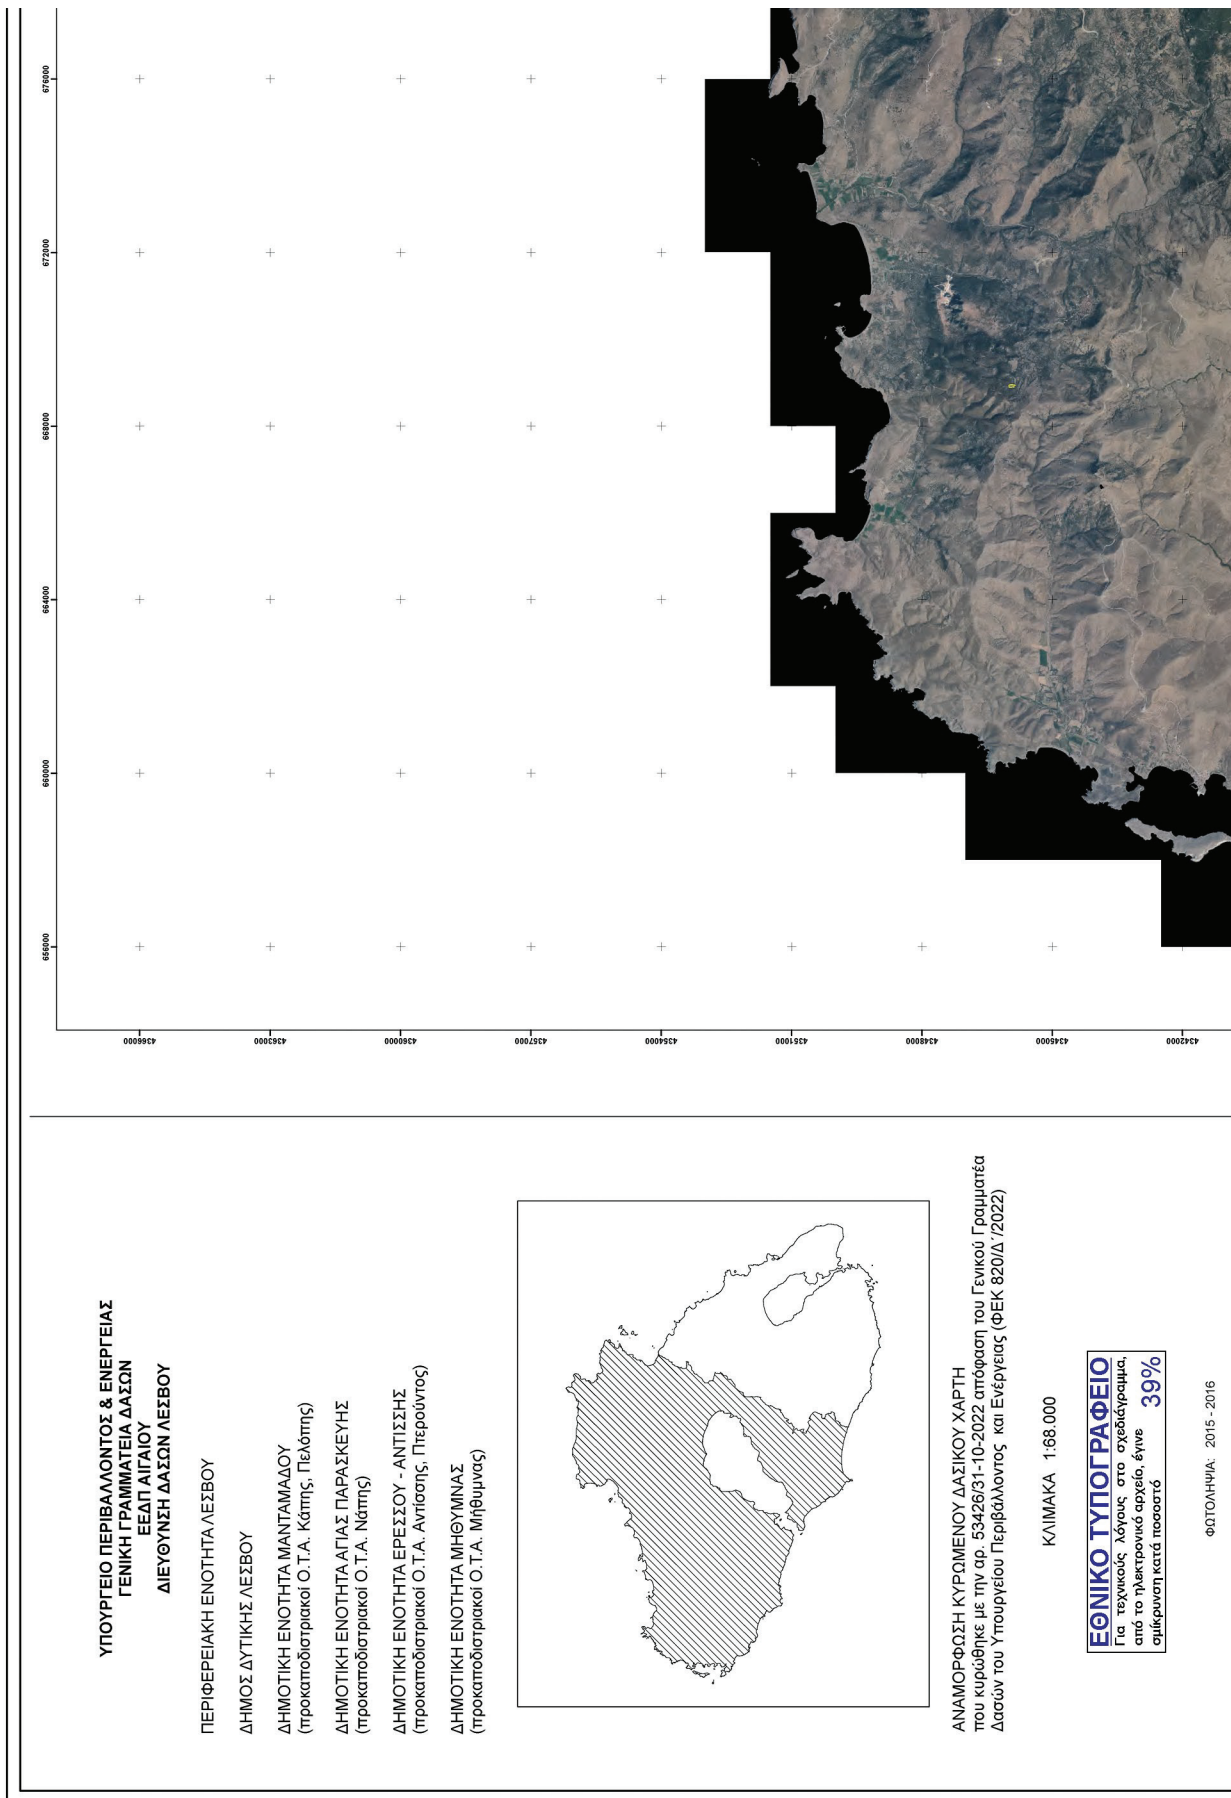 ΥΠΟΥΡΓΕΙΟ ΠΕΡΙΒΑΛΛΟΝΤΟΣ & ΕΝΕΡΓΕΙΑΣ
ΓΕΝΙΚΗ ΓΡΑΜΜΑΤΕΙΑ ΔΑΣΩΝ
ΕΕΔΠ ΑΙΓΑΙΟΥ
ΔΙΕΥΘΥΝΣΗ ΔΑΣΩΝ ΛΕΣΒΟΥ
ΠΕΡΙΦΕΡΕΙΑΚΗ ΕΝΟΤΗΤΑ ΛΕΣΒΟΥ
ΔΗΜΟΣ ΔΥΤΙΚΗΣ ΛΕΣΒΟΥ
ΔΗΜΟΤΙΚΗ ΕΝΟΤΗΤΑ ΜΑΝΤΑΜΑΔΟΥ
(προκαποδιστριακοί Ο.Τ.Α. Κάπης, Πελόπης)
ΔΗΜΟΤΙΚΗ ΕΝΟΤΗΤΑ ΑΓΙΑΣ ΠΑΡΑΣΚΕΥΗΣ
(προκαποδιστριακοί Ο.Τ.Α. Νάπης)
ΔΗΜΟΤΙΚΗ ΕΝΟΤΗΤΑ ΕΡΕΣΣΟΥ - ΑΝΤΙΣΣΗΣ
(προκαποδιστριακοί Ο.Τ.Α. Αντίσσης, Πτερούντος)
ΔΗΜΟΤΙΚΗ ΕΝΟΤΗΤΑ ΜΗΘΥΜΝΑΣ
(προκαποδιστριακοί Ο.Τ.Α. Μήθυμνας)
ΑΝΑΜΟΡΦΩΣΗ ΚΥΡΩΜΕΝΟΥ ΔΑΣΙΚΟΥ ΧΑΡΤΗ
που κυρώθηκε με την αρ. 53426/31-10-2022 απόφαση του Γενικού Γραμματέα
Δασών του Υπουργείου Περιβάλλοντος και Ενέργειας (ΦΕΚ 820/Δ΄/2022)
ΚΛΙΜΑΚΑ 1:68.000
ΕΘΝΙΚΟ ΤΥΠΟΓΡΑΦΕΙΟ
Για τεχνικούς λόγους στο σχεδιάγραμμα,
από το ηλεκτρονικό αρχείο, έγινε
σμίκρυνση κατά ποσοστό 39%
ΦΩΤΟΛΗΨΙΑ: 2015 - 2016
656000
660000
664000
668000
672000
676000
4366000
4363000
4360000
4357000
4354000
4351000
4348000
4345000
4342000